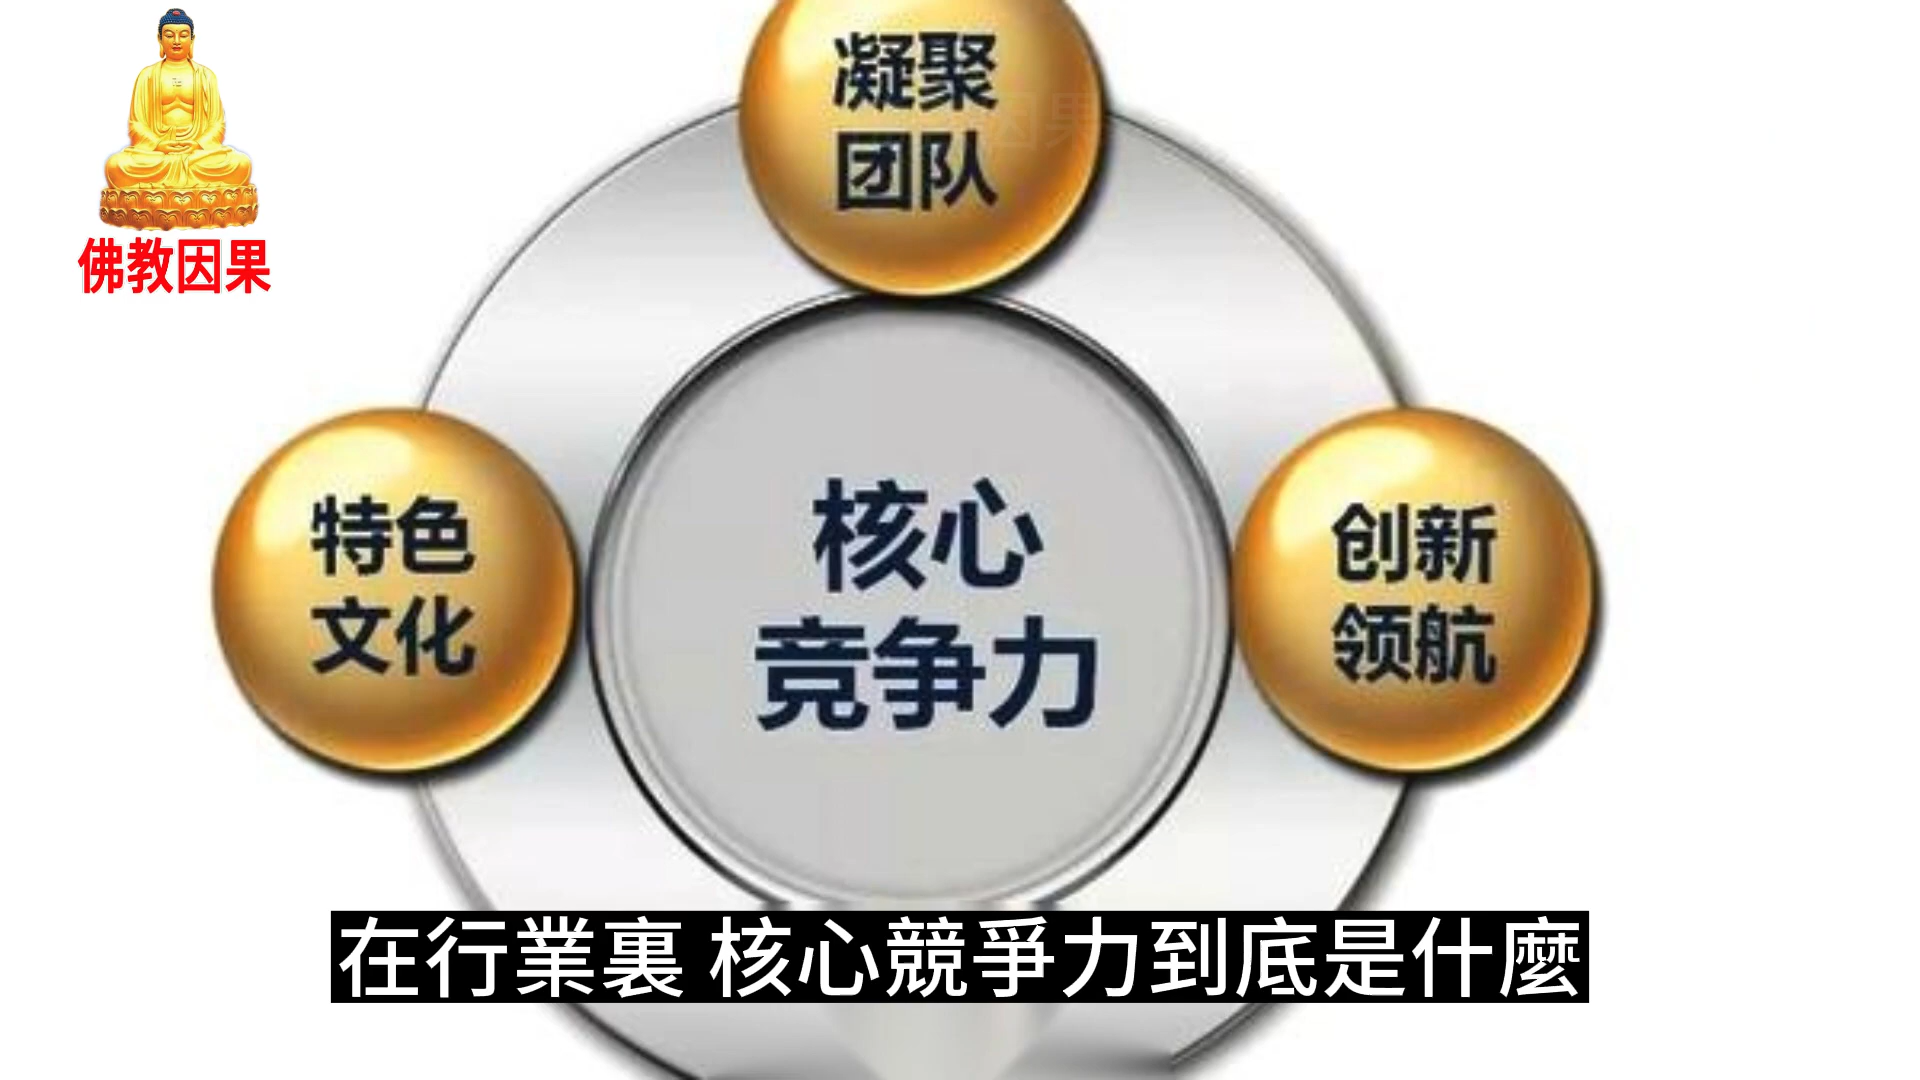 凝聚
团队
佛教因果
特色
文化
核心
竞争力
创新
领航
在行業裏 核心競爭力到底是什麼